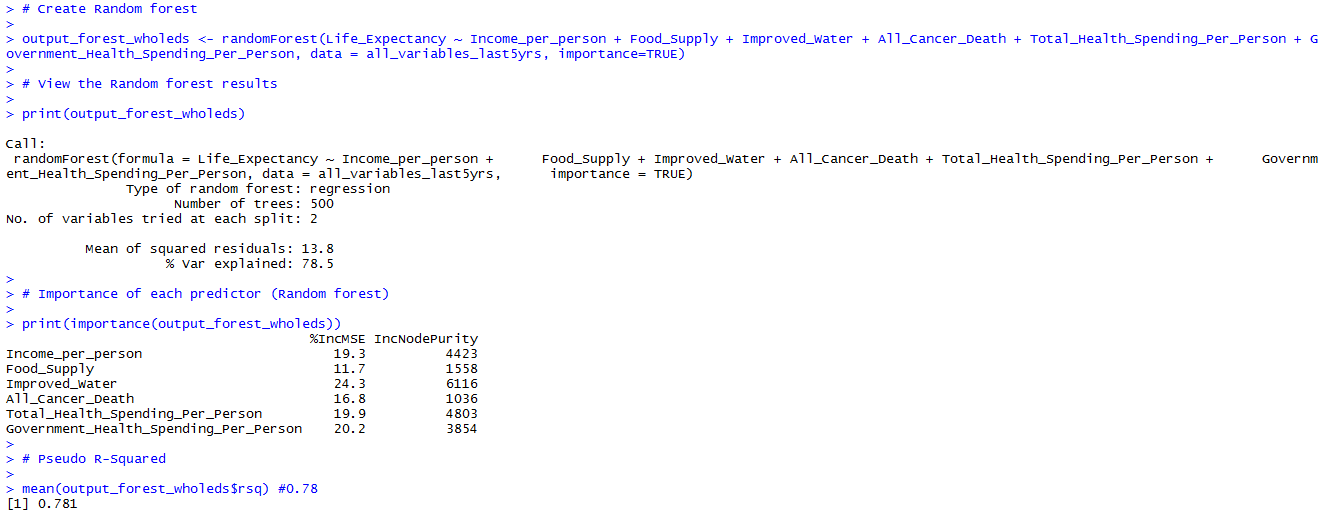 > # Create Random forest
>
> output_forest_wholeds <- randomForest(Life_Expectancy ~ Income_per_person + Food_Supply + Improved_Water + All_Cancer_Death + Total_Health_Spending_Per_Person + G
overnment_Health_Spending_Per_Person, data = all_variables_last5yrs, importance=TRUE)
>
> # View the Random forest results
>
> print(output_forest_wholeds)

Call:
 randomForest(formula = Life_Expectancy ~ Income_per_person +      Food_Supply + Improved_Water + All_Cancer_Death + Total_Health_Spending_Per_Person +      Governm
ent_Health_Spending_Per_Person, data = all_variables_last5yrs,      importance = TRUE)
               Type of random forest: regression
                     Number of trees: 500
No. of variables tried at each split: 2

          Mean of squared residuals: 13.8
                    % Var explained: 78.5
>
> # Importance of each predictor (Random forest)
>
> print(importance(output_forest_wholeds))
                                      %IncMSE IncNodePurity
Income_per_person                        19.3          4423
Food_Supply                              11.7          1558
Improved_Water                           24.3          6116
All_Cancer_Death                         16.8          1036
Total_Health_Spending_Per_Person         19.9          4803
Government_Health_Spending_Per_Person    20.2          3854
>
> # Pseudo R-Squared
>
> mean(output_forest_wholeds$rsq) #0.78
[1] 0.781